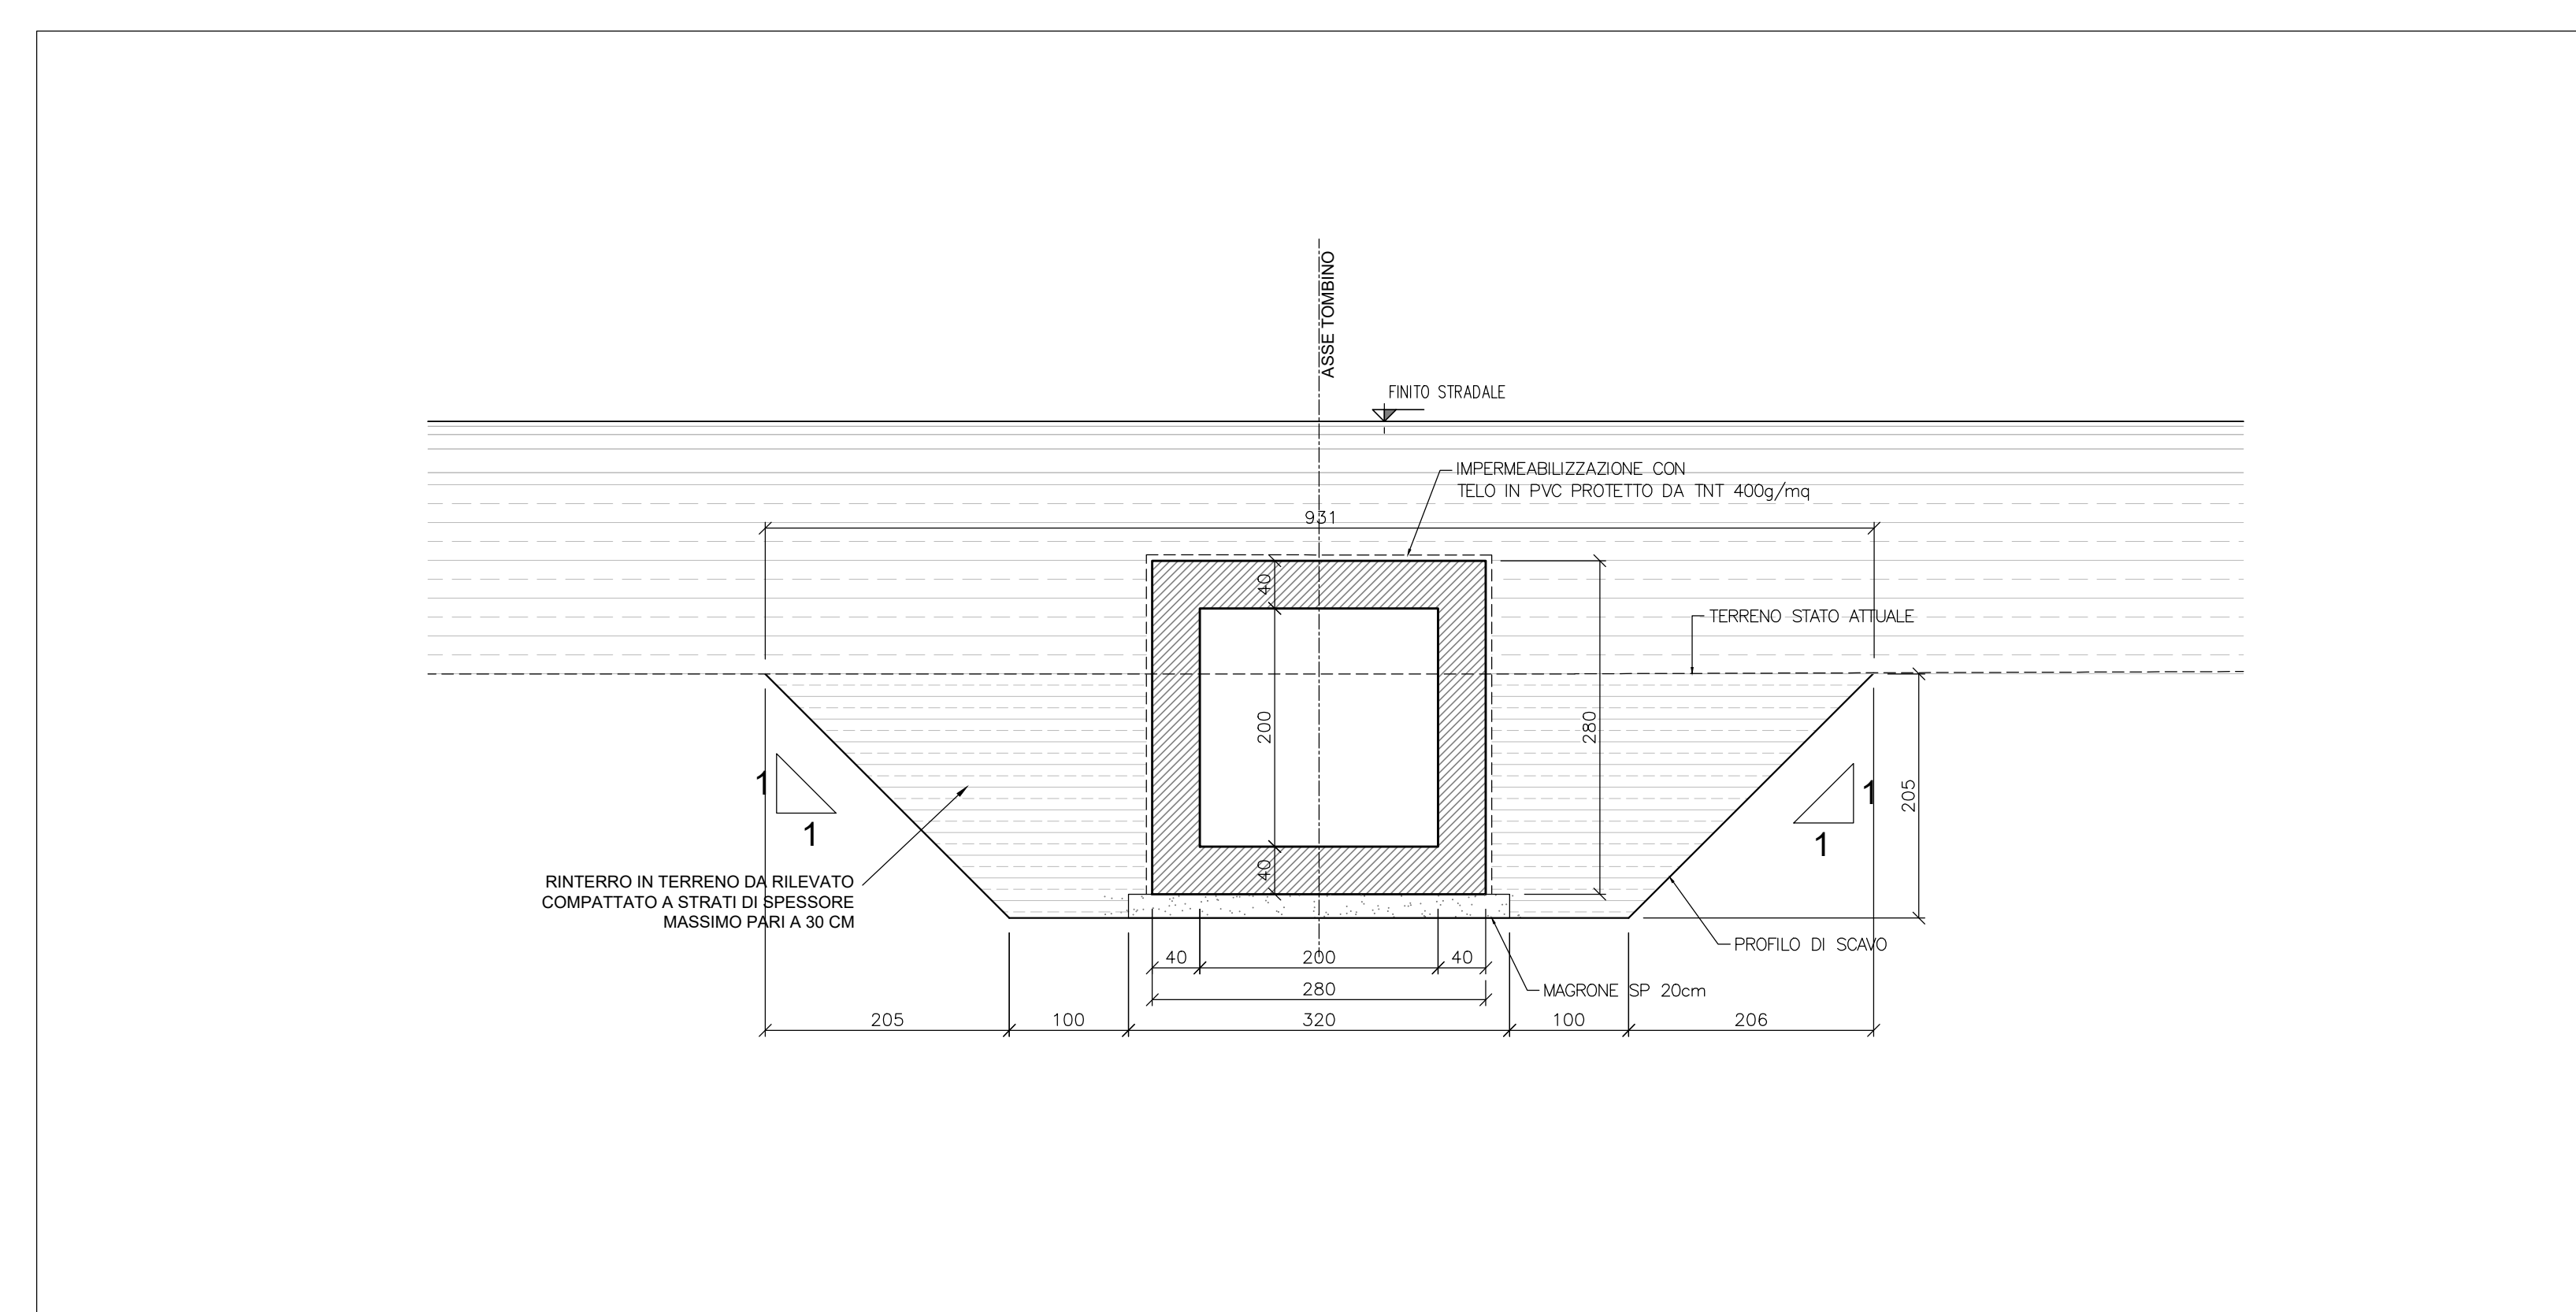 ASSE TOMBINO
FINITO STRADALE
IMPERMEABILIZZAZIONE CON
TELO IN PVC PROTETTO DA TNT 400g/mq
931
40
TERRENO STATO ATTUALE
200
280
1
1
1
1
205
40
RINTERRO IN TERRENO DA RILEVATO
COMPATTATO A STRATI DI SPESSORE
MASSIMO PARI A 30 CM
PROFILO DI SCAVO
40 200 40
280
MAGRONE SP 20cm
205 100 320 100 206